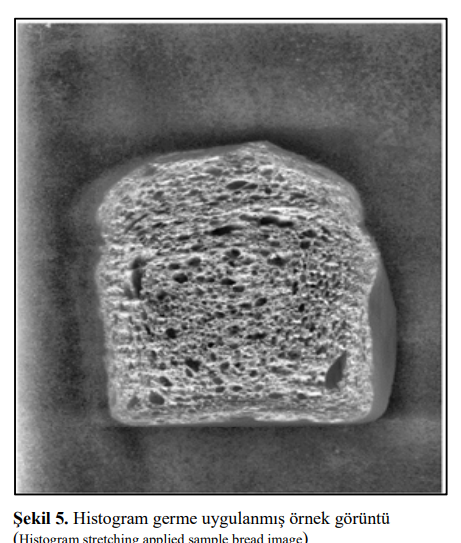 Şekil 5. Histogram germe uygulanmış örnek görüntü
(Histogram stretching applied sample bread image)